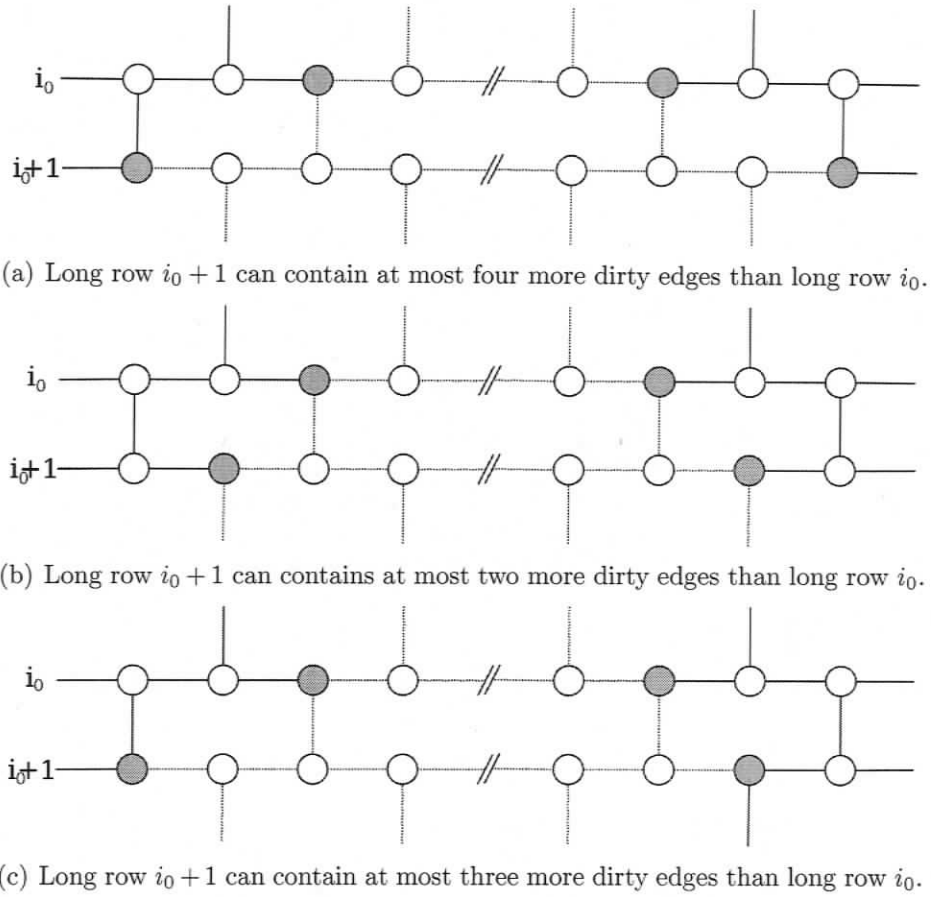 i₀
i₀+1
(a) Long row i₀ + 1 can contain at most four more dirty edges than long row i₀.
i₀
i₀+1
(b) Long row i₀ + 1 can contains at most two more dirty edges than long row i₀.
i₀
i₀+1
(c) Long row i₀ + 1 can contain at most three more dirty edges than long row i₀.